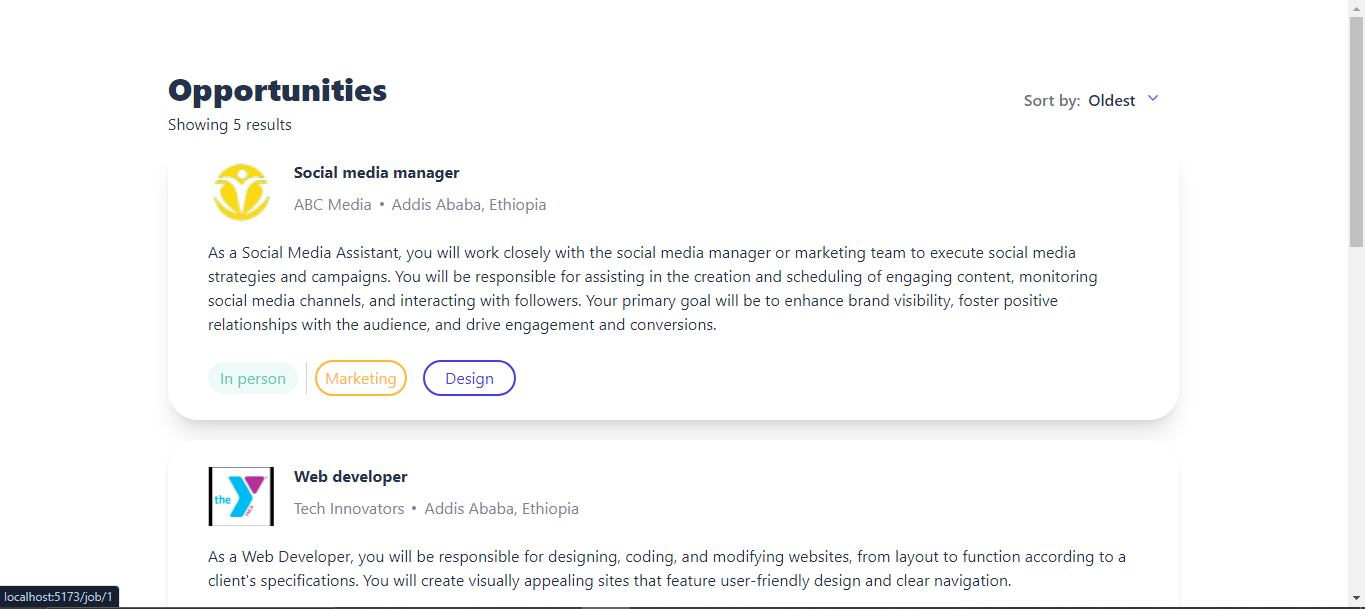 Opportunities
Showing 5 results
Sort by: Oldest
Social media manager
ABC Media • Addis Ababa, Ethiopia
As a Social Media Assistant, you will work closely with the social media manager or marketing team to execute social media
strategies and campaigns. You will be responsible for assisting in the creation and scheduling of engaging content, monitoring
social media channels, and interacting with followers. Your primary goal will be to enhance brand visibility, foster positive
relationships with the audience, and drive engagement and conversions.
In person
Marketing
Design
the
Web developer
Tech Innovators • Addis Ababa, Ethiopia
As a Web Developer, you will be responsible for designing, coding, and modifying websites, from layout to function according to a
client's specifications. You will create visually appealing sites that feature user-friendly design and clear navigation.
localhost:5173/job/1